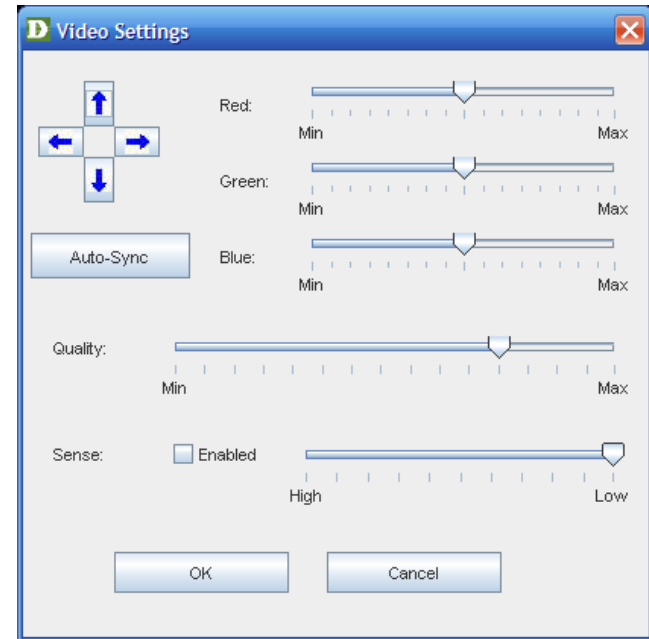 D Video Settings
Red:
Min Max
Green:
Min Max
Auto-Sync
Blue:
Min Max
Quality:
Min Max
Sense: Enabled
High Low
OK Cancel